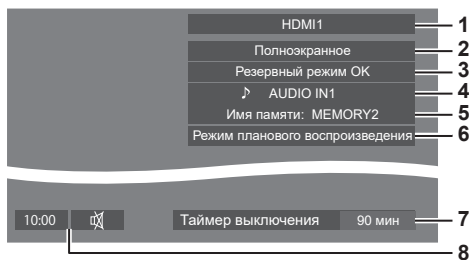 HDMI1 1
Полноэкранное 2
Резервный режим OK 3
♪ AUDIO IN1 4
Имя памяти: MEMORY2 5
Режим планового воспроизведения 6
10:00 Таймер выключения 90 мин 7
8